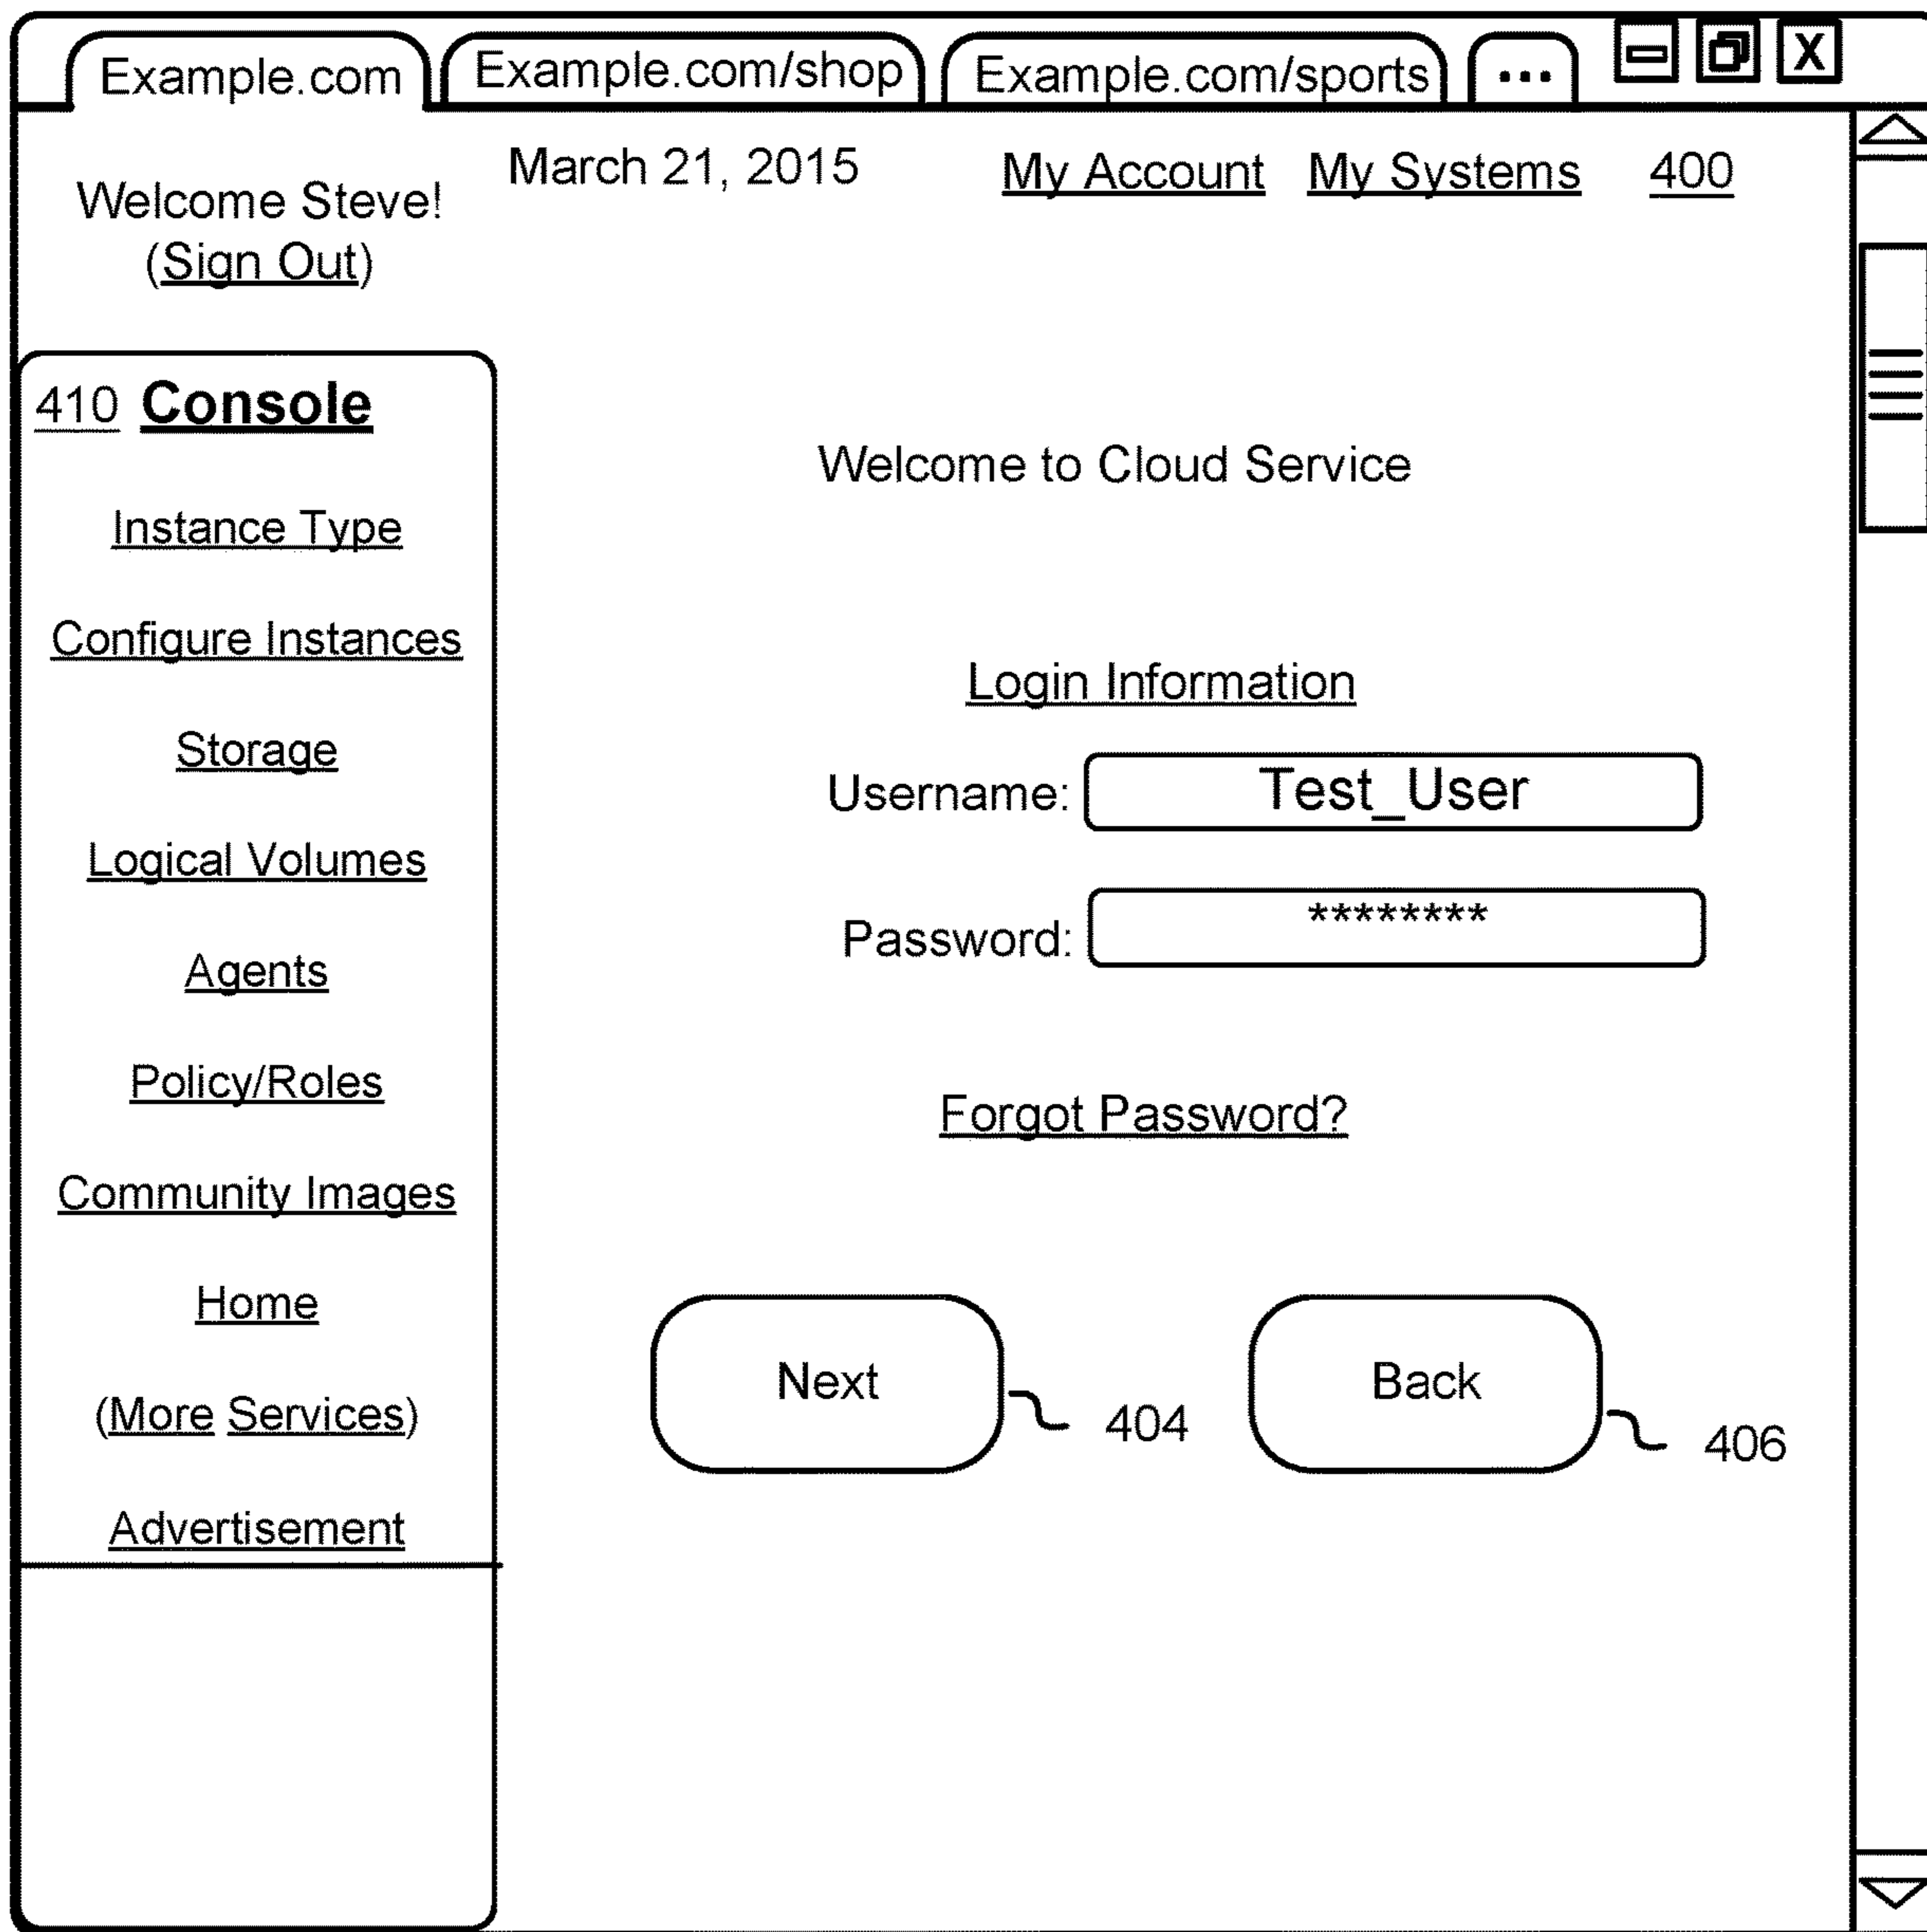 Example.com Example.com/shop Example.com/sports ... X
March 21, 2015 My Account My Systems 400
Welcome Steve!
(Sign Out)
410 Console
Instance Type
Configure Instances
Storage
Logical Volumes
Agents
Policy/Roles
Community Images
Home
(More Services)
Advertisement
Welcome to Cloud Service
Login Information
Username: Test_User
Password: ********
Forgot Password?
Next 404 Back 406